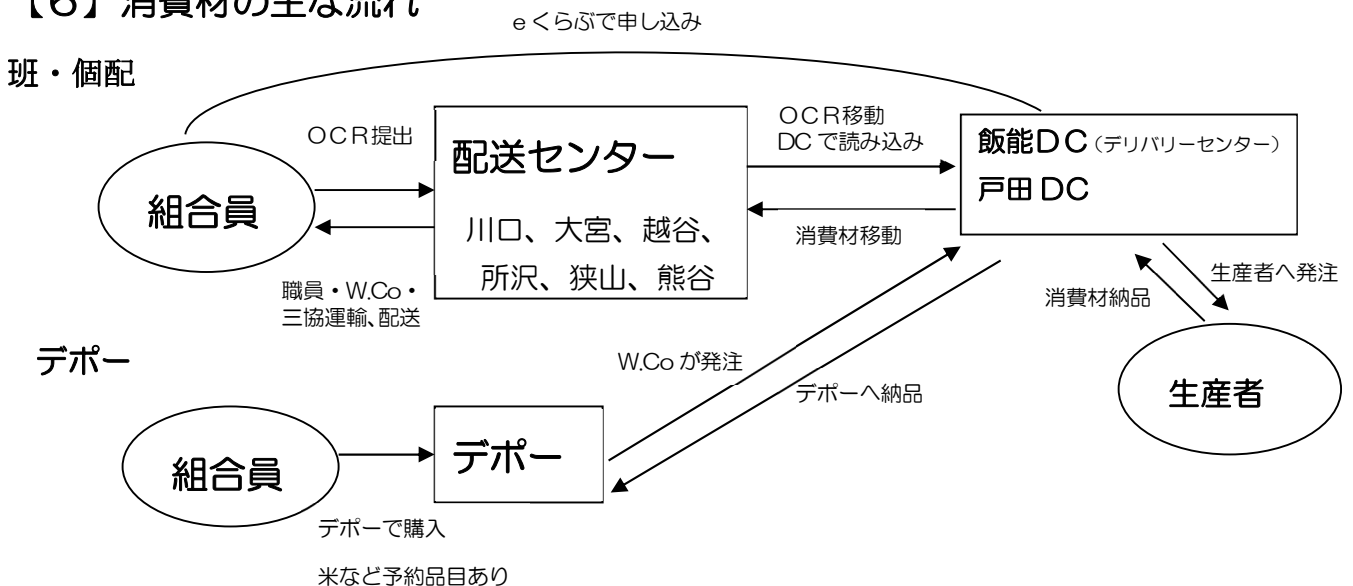 【6】消費材の主な流れ
eくらぶで申し込み
班・個配
OCR提出
組合員
配送センター
川口、大宮、越谷、
所沢、狭山、熊谷
OCR移動
DCで読み込み
飯能DC(デリバリーセンター)
戸田DC
消費材移動
職員・W.Co・
三協運輸、配送
生産者へ発注
消費材納品
生産者
デポー
W.Coが発注
デポーへ納品
組合員
デポー
デポーで購入
米など予約品目あり